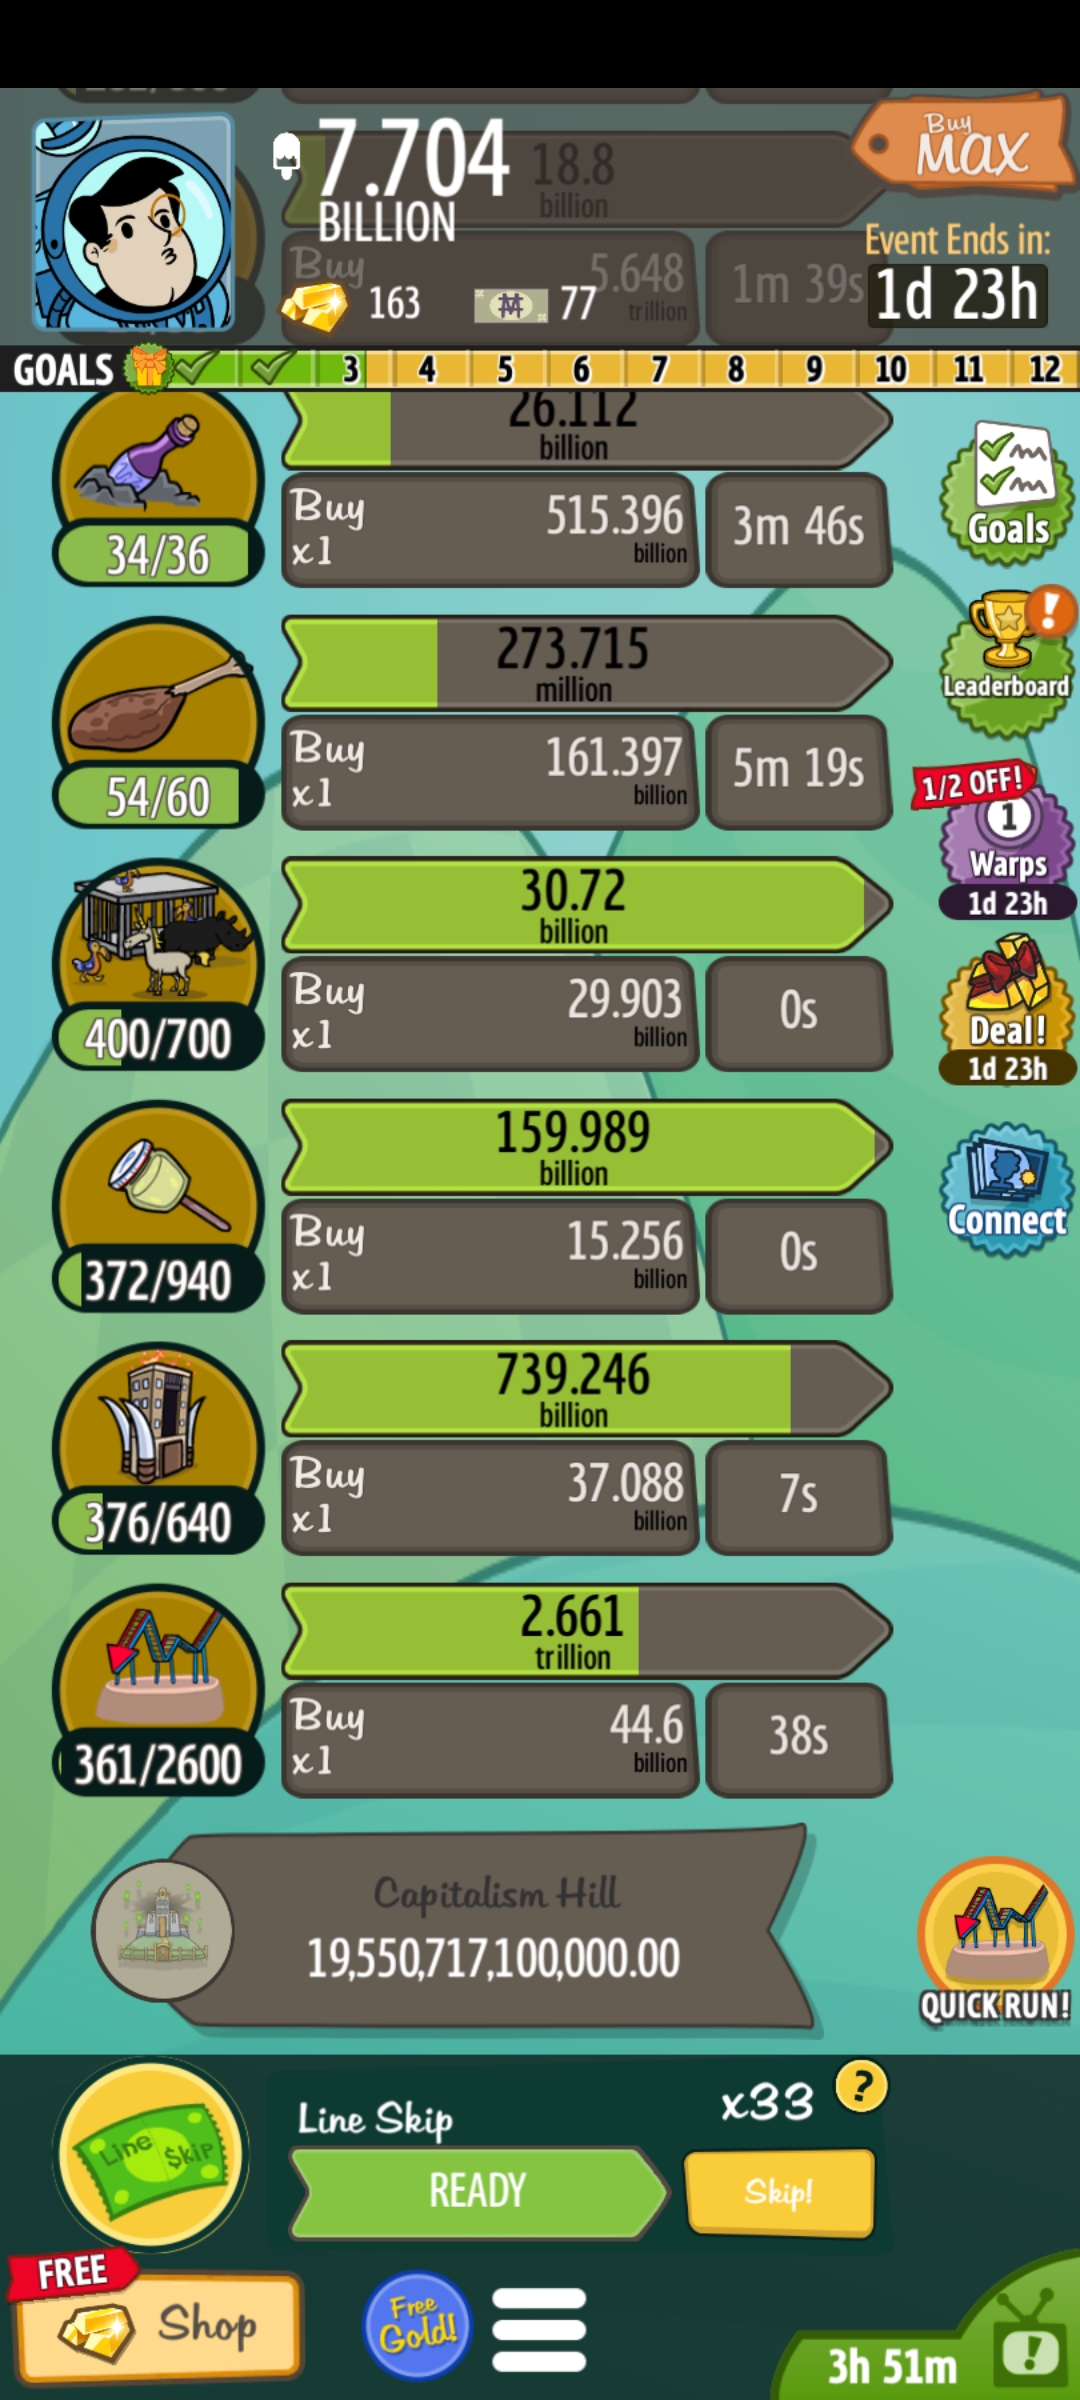 7.704
BILLION
18.8
billion
Buy
MAX
Buy
5.648
trillion
1m 39s
163
77
Event Ends in:
1d 23h
GOALS
3
4
5
6
7
8
9
10
11
12
26.112
billion
34/36
Buy
x1
515.396
billion
3m 46s
Goals
273.715
million
54/60
Buy
x1
161.397
billion
5m 19s
Leaderboard
1/2 OFF!
1
Warps
1d 23h
30.72
billion
400/700
Buy
x1
29.903
billion
0s
Deal!
1d 23h
159.989
billion
372/940
Buy
x1
15.256
billion
0s
Connect
739.246
billion
376/640
Buy
x1
37.088
billion
7s
2.661
trillion
361/2600
Buy
x1
44.6
billion
38s
Capitalism Hill
19,550,717,100,000.00
QUICK RUN!
Line $kip
Line Skip
x33
?
READY
Skip!
FREE
Shop
Free
Gold!
3h 51m